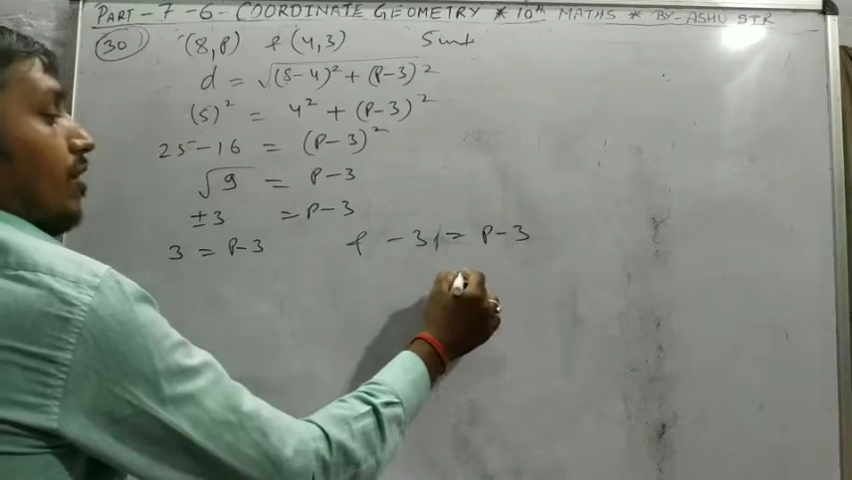 PART-7-6-COORDINATE GEOMETRY * 10th MATHS * BY-ASHU SIR
30 (8,P) & (4,3) 5 unit
d = √(8-4)² + (P-3)²
(5)² = 4² + (P-3)²
25-16 = (P-3)²
√9 = P-3
±3 = P-3
3 = P-3 & -3 = P-3